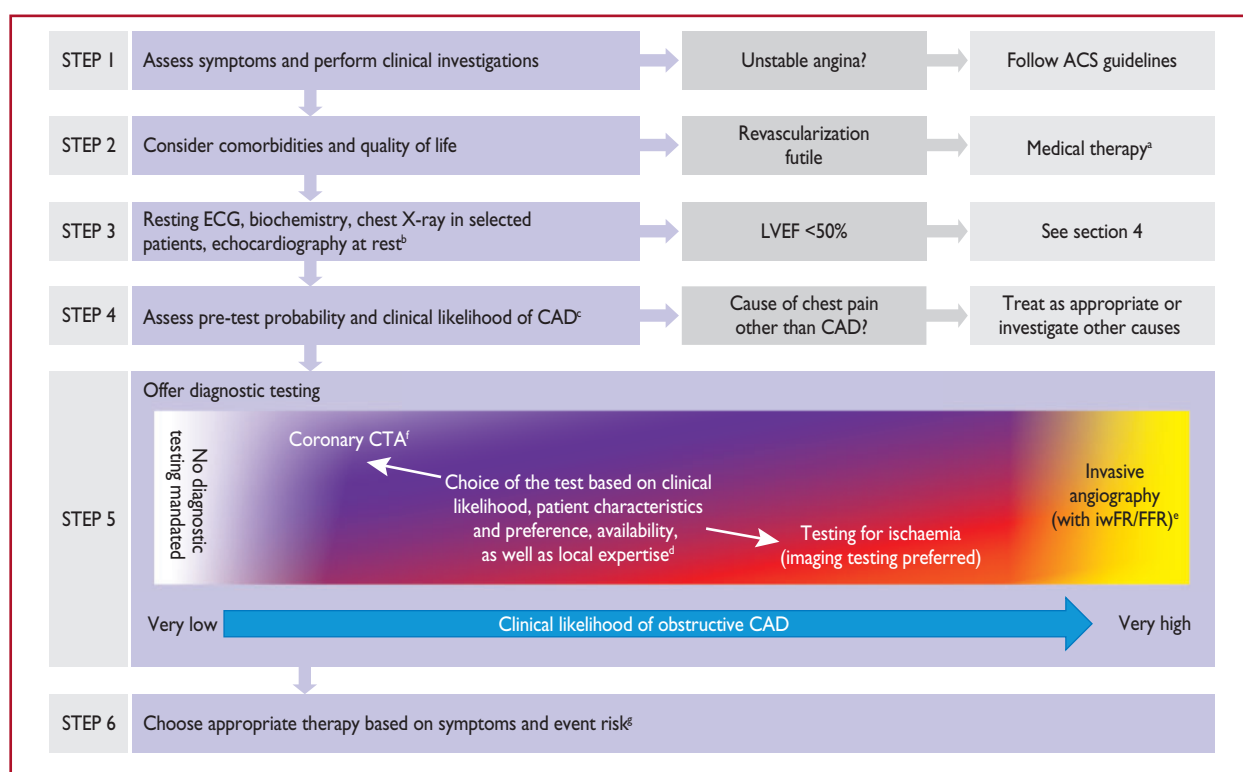 STEP 1
Assess symptoms and perform clinical investigations
Unstable angina?
Follow ACS guidelines
STEP 2
Consider comorbidities and quality of life
Revascularization
futile
Medical therapyᵃ
STEP 3
Resting ECG, biochemistry, chest X-ray in selected
patients, echocardiography at restᵇ
LVEF <50%
See section 4
STEP 4
Assess pre-test probability and clinical likelihood of CADᶜ
Cause of chest pain
other than CAD?
Treat as appropriate or
investigate other causes
STEP 5
Offer diagnostic testing
No diagnostic
testing mandated
Coronary CTAᶠ
Choice of the test based on clinical
likelihood, patient characteristics
and preference, availability,
as well as local expertiseᵈ
Testing for ischaemia
(imaging testing preferred)
Invasive
angiography
(with iwFR/FFR)ᵉ
Very low
Clinical likelihood of obstructive CAD
Very high
STEP 6
Choose appropriate therapy based on symptoms and event riskᵍ